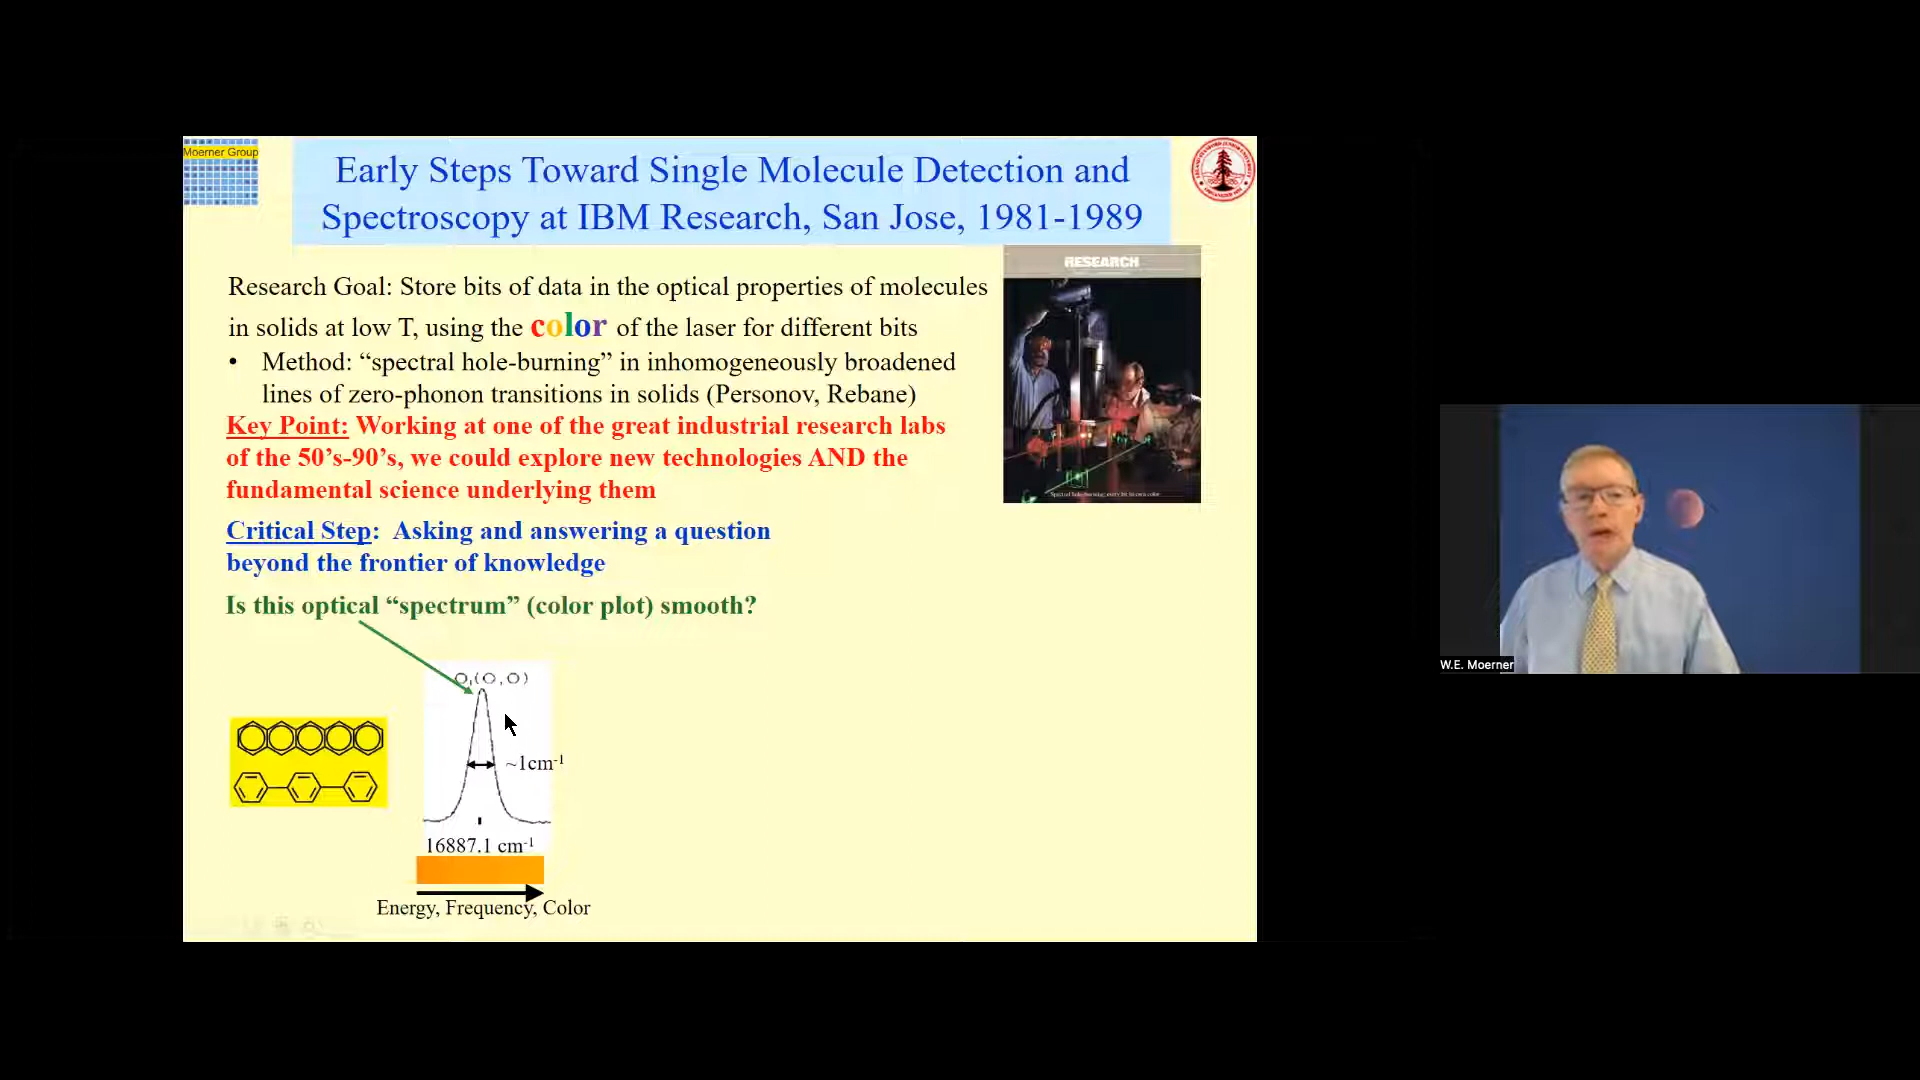 Moerner Group
Early Steps Toward Single Molecule Detection and
Spectroscopy at IBM Research, San Jose, 1981-1989
RESEARCH
Research Goal: Store bits of data in the optical properties of molecules
in solids at low T, using the color of the laser for different bits
• Method: “spectral hole-burning” in inhomogeneously broadened
lines of zero-phonon transitions in solids (Personov, Rebane)
Key Point: Working at one of the great industrial research labs
of the 50’s-90’s, we could explore new technologies AND the
fundamental science underlying them
Critical Step: Asking and answering a question
beyond the frontier of knowledge
Is this optical “spectrum” (color plot) smooth?
O₁(O,O)
~1cm⁻¹
16887.1 cm⁻¹
Energy, Frequency, Color
W.E. Moerner